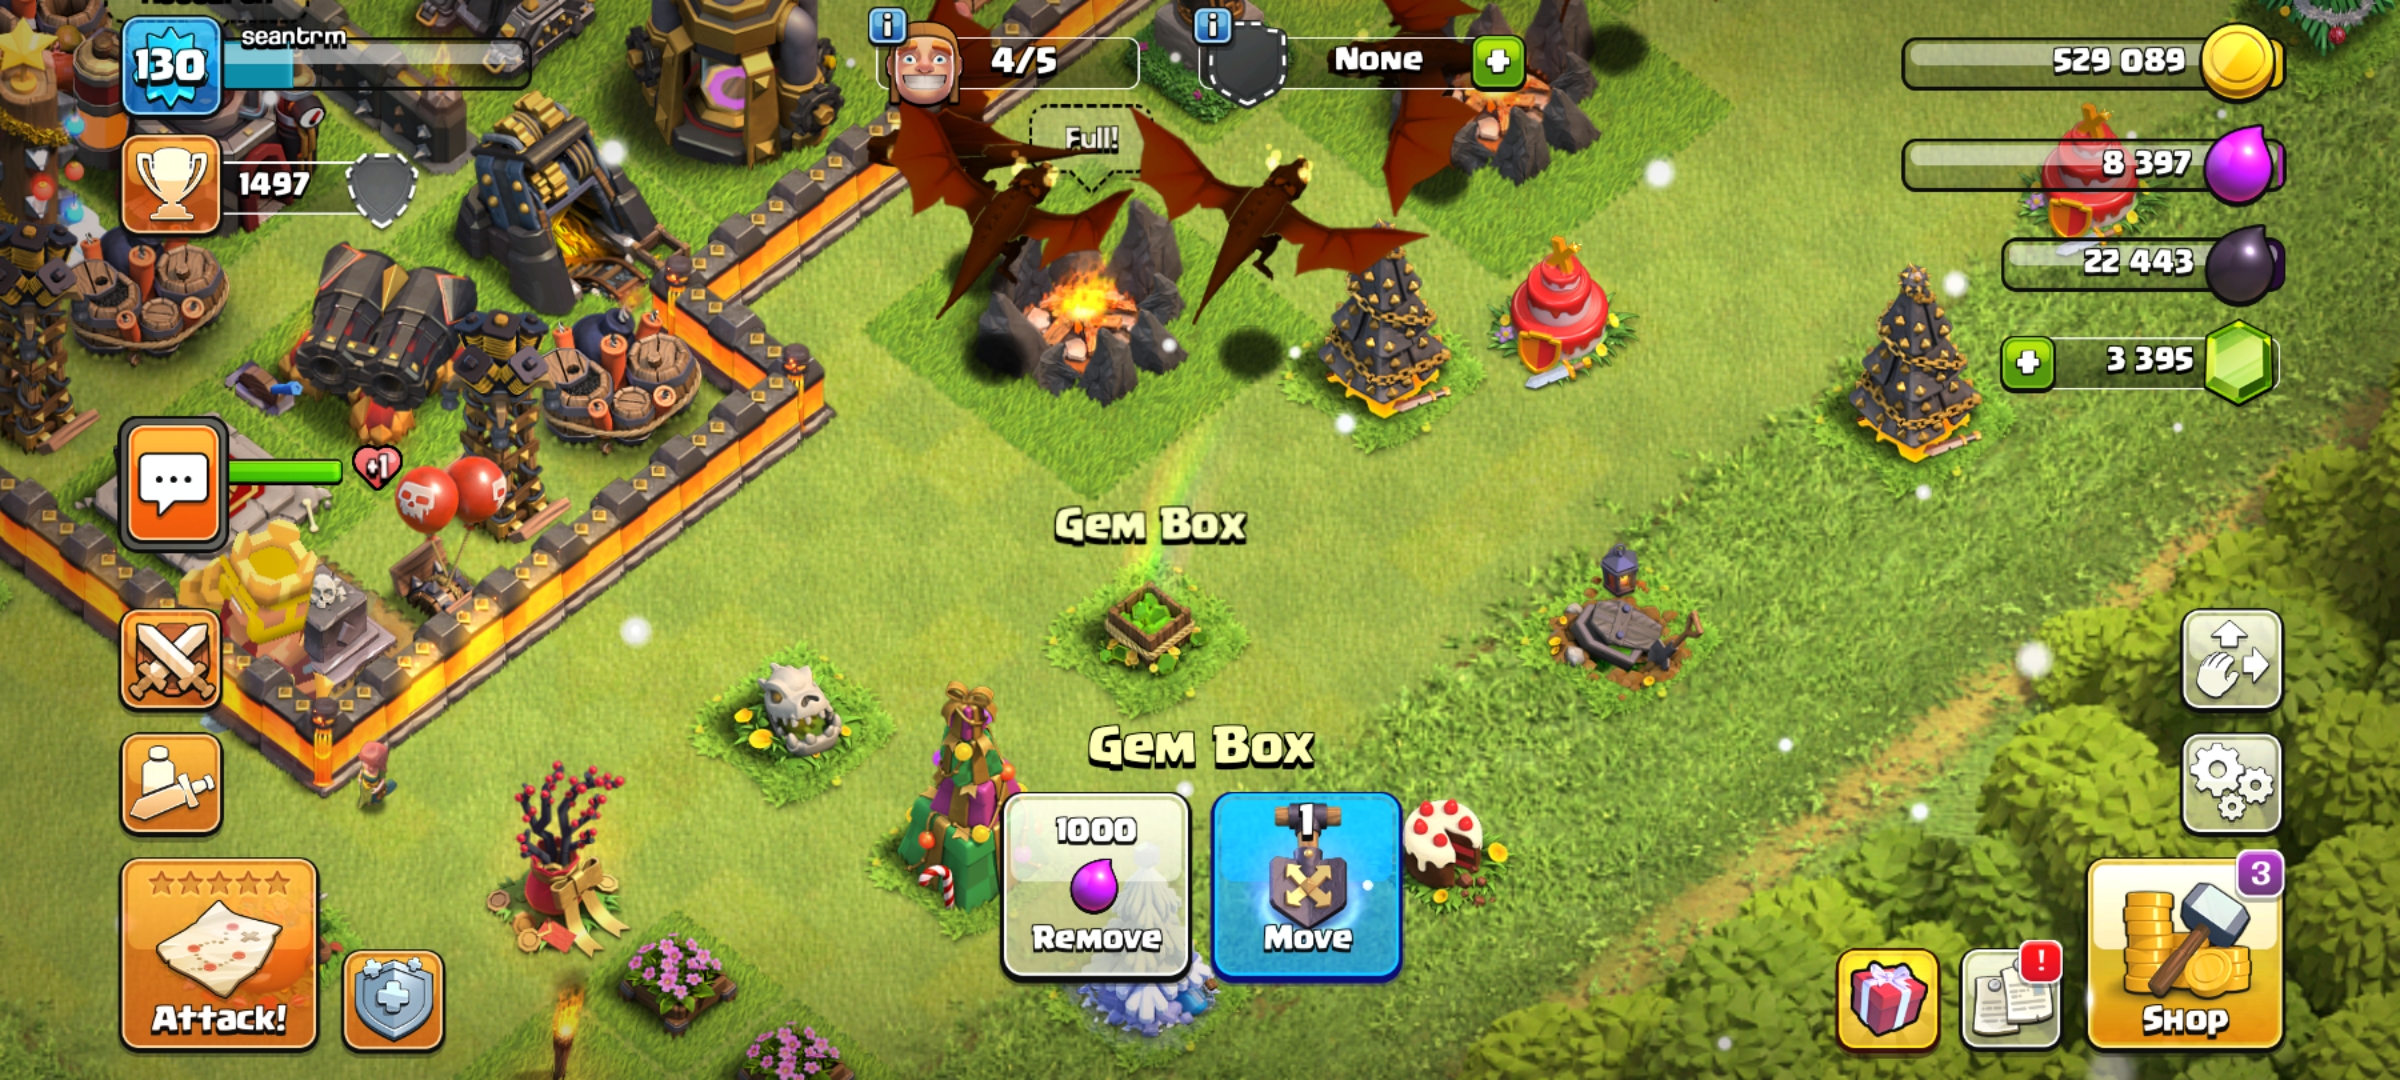 130
seantrm
4/5
None
529 089
1497
Full!
8 397
22 443
3 395
+1
Gem Box
Gem Box
1000
Remove
1
Move
Attack!
3
!
Shop